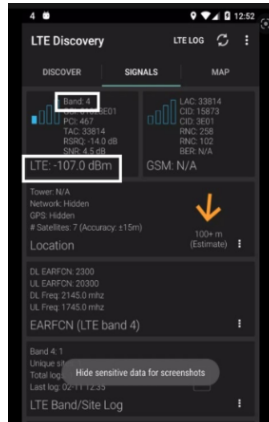 4
12:52
LTE Discovery
LTE LOG
DISCOVER
SIGNALS
MAP
Band: 4
PCI: 467
TAC: 33814
RSRQ: -14.0 dB
SNR: 4.5 dB
LTE: -107.0 dBm
LAC: 33814
CID: 15873
CID: 3E01
RNC: 258
RNC: 102
BER: N/A
GSM: N/A
Tower: N/A
Network: Hidden
GPS: Hidden
# Satellites: 7 (Accuracy: ±15m)
Location
100+ m
(Estimate)
DL EARFCN: 2300
UL EARFCN: 20300
DL Freq: 2145.0 mhz
UL Freq: 1745.0 mhz
EARFCN (LTE band 4)
Band 4: 1
Unique
Total log
Last log: 02-11 12:35
Hide sensitive data for screenshots
LTE Band/Site Log